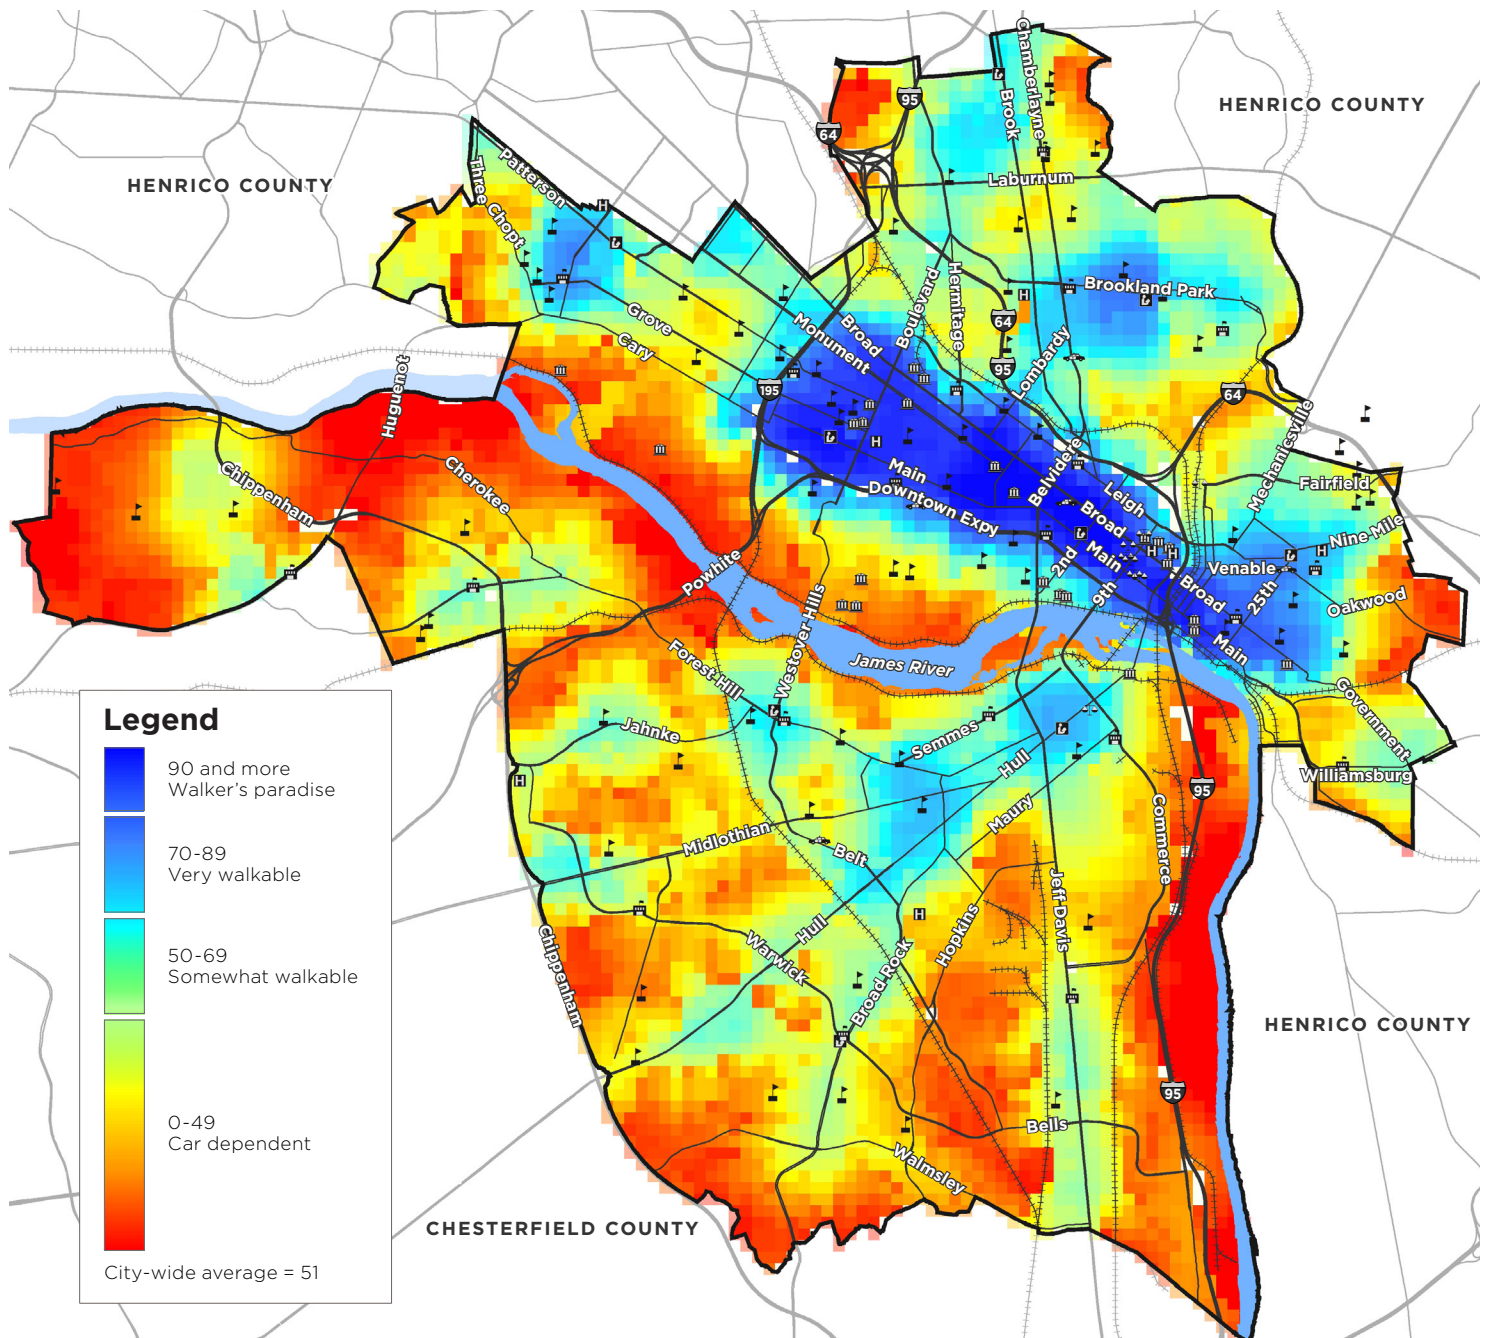 Chamberlayne
HENRICO COUNTY
95
Brook
64
Patterson
Three Chopt
HENRICO COUNTY
Laburnum
Boulevard
Hermitage
Brookland Park
Grove
Cary
Monument
Broad
64
Lombardy
95
195
64
Huguenot
Mechanicsville
Chippenham
Cherokee
Main
Downtown Expy
Belvidere
Leigh
Broad
Main
Fairfield
Nine Mile
Venable
2nd
9th
Broad
25th
Oakwood
Main
Powhite
Westover Hills
James River
Forest Hill
Government
Williamsburg
Jahnke
Semmes
Hull
Maury
Commerce
95
Midlothian
Belt
Jeff Davis
Hopkins
Hull
Warwick
Broad Rock
Chippenham
HENRICO COUNTY
95
Bells
Walmsley
CHESTERFIELD COUNTY
Legend
90 and more
Walker's paradise
70-89
Very walkable
50-69
Somewhat walkable
0-49
Car dependent
City-wide average = 51
H
H
H
H
H
H
H
H